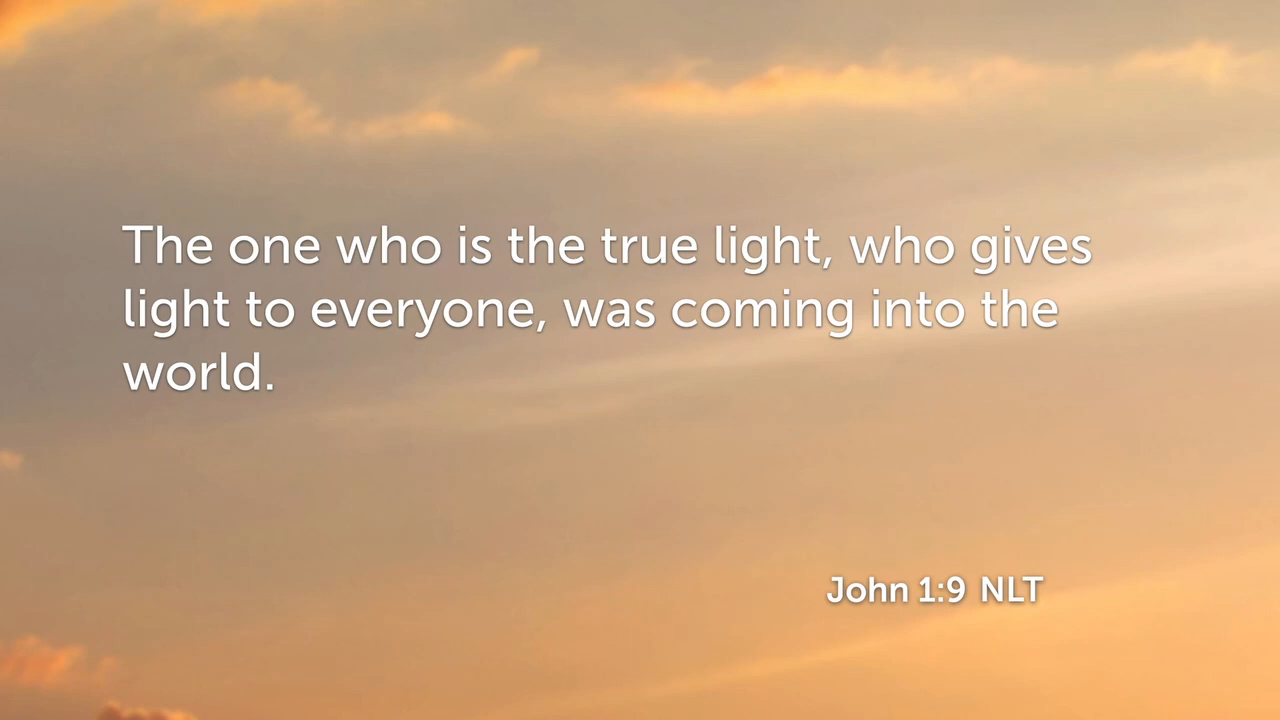 The one who is the true light, who gives
light to everyone, was coming into the
world.
John 1:9 NLT